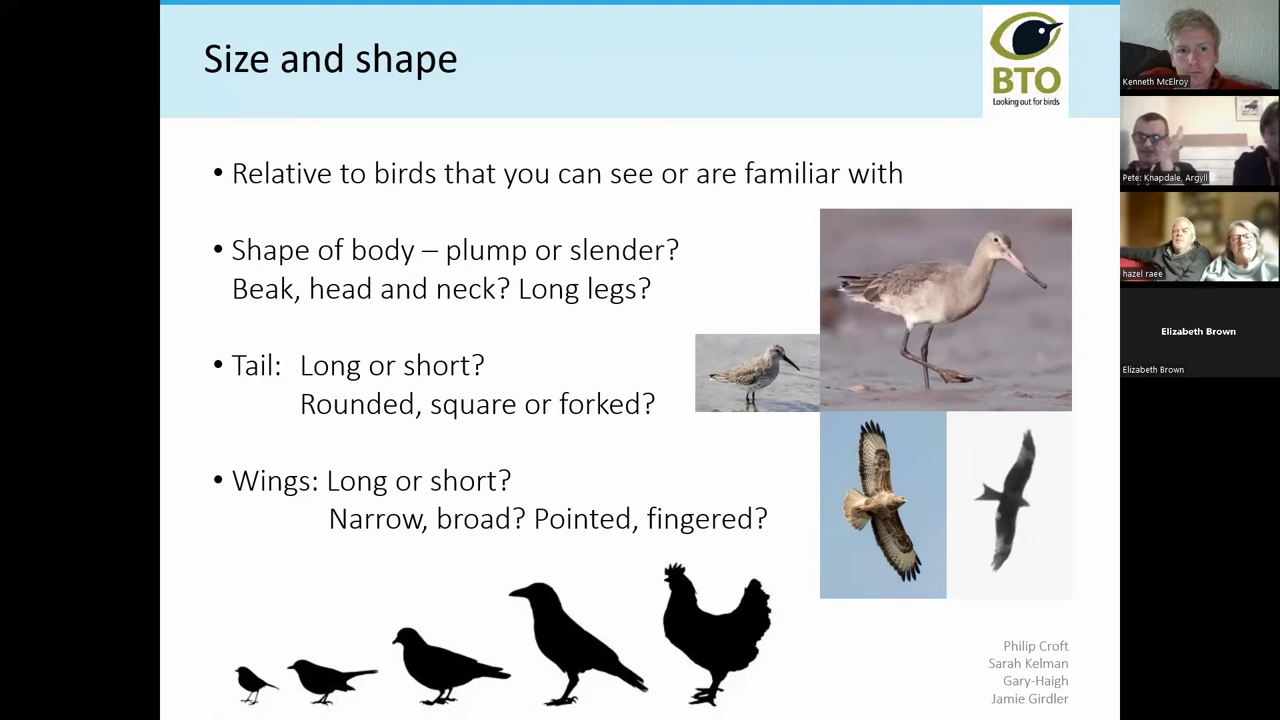 Size and shape
BTO
Looking out for birds
• Relative to birds that you can see or are familiar with
• Shape of body – plump or slender?
Beak, head and neck? Long legs?
• Tail: Long or short?
Rounded, square or forked?
• Wings: Long or short?
Narrow, broad? Pointed, fingered?
Philip Croft
Sarah Kelman
Gary-Haigh
Jamie Girdler
Kenneth McElroy
Pete: Knapdale, Argyll
hazel raee
Elizabeth Brown
Elizabeth Brown